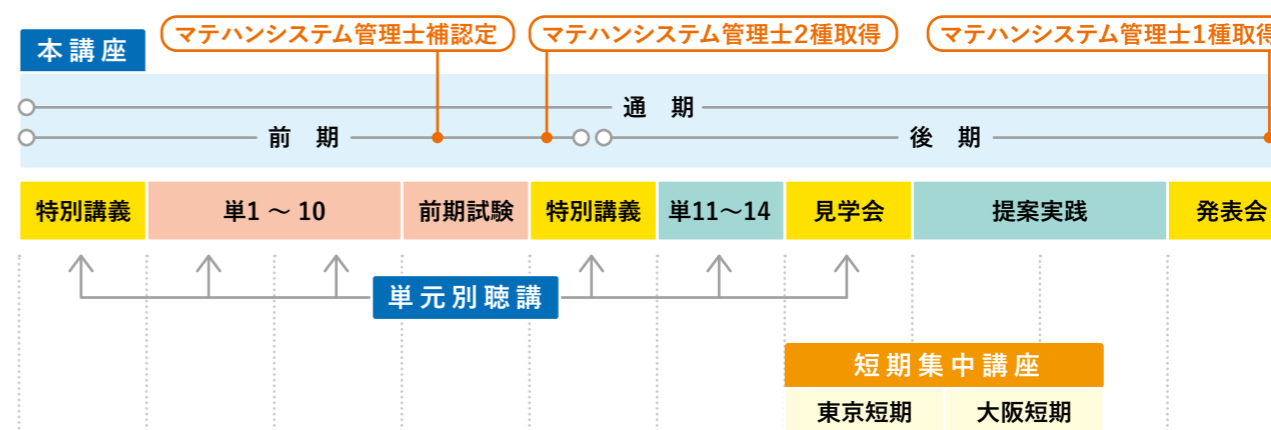 本講座
マテハンシステム管理士補認定
マテハンシステム管理士2種取得
マテハンシステム管理士1種取得
通 期
前 期
後 期
特別講義
単1 ～ 10
前期試験
特別講義
単11～14
見学会
提案実践
発表会
単元別聴講
短期集中講座
東京短期
大阪短期